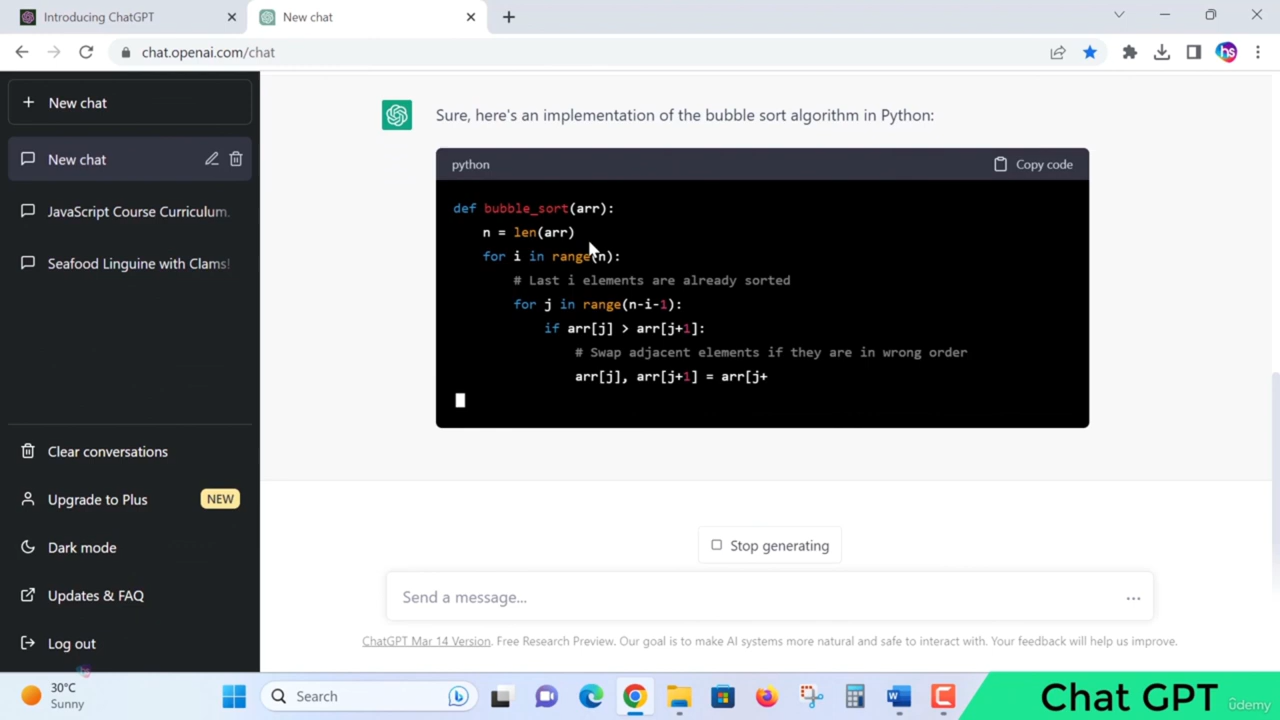 Introducing ChatGPT
New chat
chat.openai.com/chat
New chat
New chat
JavaScript Course Curriculum.
Seafood Linguine with Clams!
Clear conversations
Upgrade to Plus NEW
Dark mode
Updates & FAQ
Log out
Sure, here's an implementation of the bubble sort algorithm in Python:
python Copy code
def bubble_sort(arr):
    n = len(arr)
    for i in range(n):
        # Last i elements are already sorted
        for j in range(n-i-1):
            if arr[j] > arr[j+1]:
                # Swap adjacent elements if they are in wrong order
                arr[j], arr[j+1] = arr[j+
Stop generating
Send a message...
ChatGPT Mar 14 Version. Free Research Preview. Our goal is to make AI systems more natural and safe to interact with. Your feedback will help us improve.
30°C
Sunny
Search
Chat GPT
ûdemy